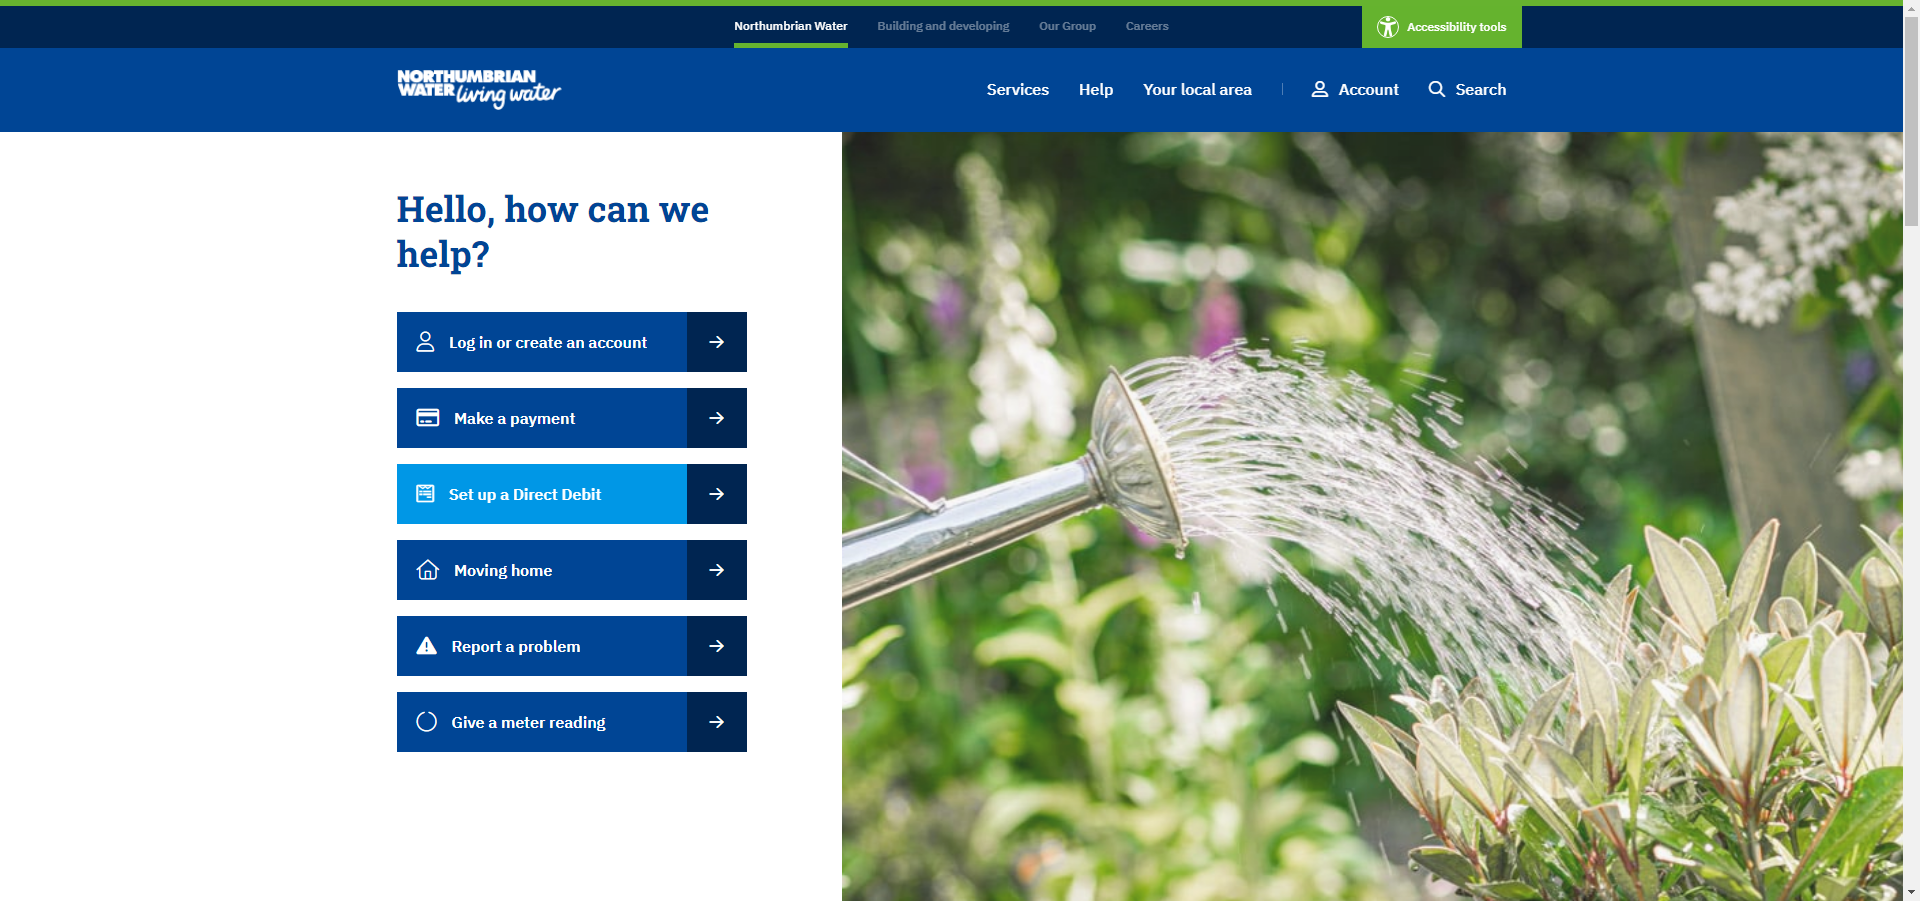 Northumbrian Water Building and developing Our Group Careers Accessibility tools
NORTHUMBRIAN
WATER living water
Services Help Your local area Account Search
Hello, how can we
help?
Log in or create an account
Make a payment
Set up a Direct Debit
Moving home
Report a problem
Give a meter reading